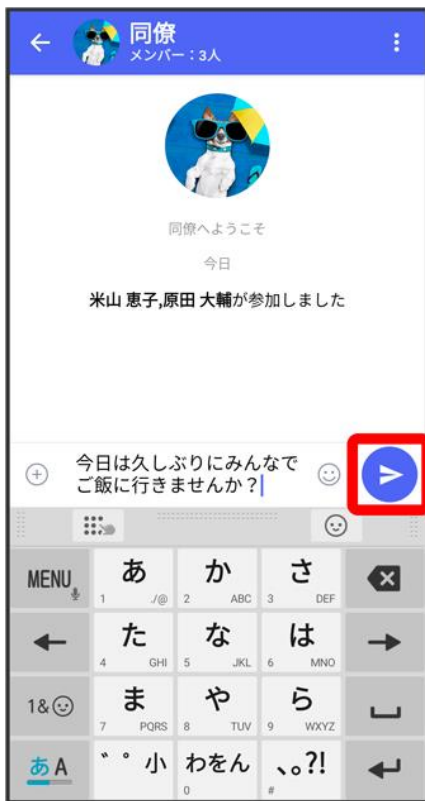 同僚
メンバー：3人
同僚へようこそ
今日
米山 恵子,原田 大輔が参加しました
今日は久しぶりにみんなで
ご飯に行きませんか？
MENU
あ
1 ./@
か
2 ABC
さ
3 DEF
た
4 GHI
な
5 JKL
は
6 MNO
1&
ま
7 PQRS
や
8 TUV
ら
9 WXYZ
あA
゛゜小
わをん
0
､｡?!
#